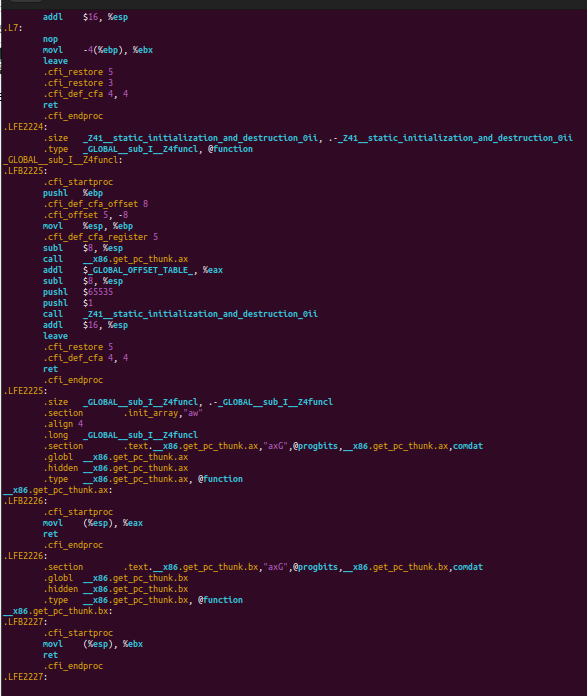 addl $16, %esp
.L7:
nop
movl -4(%ebp), %ebx
leave
.cfi_restore 5
.cfi_restore 3
.cfi_def_cfa 4, 4
ret
.cfi_endproc
.LFE2224:
.size _Z41__static_initialization_and_destruction_0ii, .-_Z41__static_initialization_and_destruction_0ii
.type _GLOBAL__sub_I__Z4funcl, @function
_GLOBAL__sub_I__Z4funcl:
.LFB2225:
.cfi_startproc
pushl %ebp
.cfi_def_cfa_offset 8
.cfi_offset 5, -8
movl %esp, %ebp
.cfi_def_cfa_register 5
subl $8, %esp
call __x86.get_pc_thunk.ax
addl $_GLOBAL_OFFSET_TABLE_, %eax
subl $8, %esp
pushl $65535
pushl $1
call _Z41__static_initialization_and_destruction_0ii
addl $16, %esp
leave
.cfi_restore 5
.cfi_def_cfa 4, 4
ret
.cfi_endproc
.LFE2225:
.size _GLOBAL__sub_I__Z4funcl, .-_GLOBAL__sub_I__Z4funcl
.section .init_array,"aw"
.align 4
.long _GLOBAL__sub_I__Z4funcl
.section .text.__x86.get_pc_thunk.ax,"axG",@progbits,__x86.get_pc_thunk.ax,comdat
.globl __x86.get_pc_thunk.ax
.hidden __x86.get_pc_thunk.ax
.type __x86.get_pc_thunk.ax, @function
__x86.get_pc_thunk.ax:
.LFB2226:
.cfi_startproc
movl (%esp), %eax
ret
.cfi_endproc
.LFE2226:
.section .text.__x86.get_pc_thunk.bx,"axG",@progbits,__x86.get_pc_thunk.bx,comdat
.globl __x86.get_pc_thunk.bx
.hidden __x86.get_pc_thunk.bx
.type __x86.get_pc_thunk.bx, @function
__x86.get_pc_thunk.bx:
.LFB2227:
.cfi_startproc
movl (%esp), %ebx
ret
.cfi_endproc
.LFE2227: